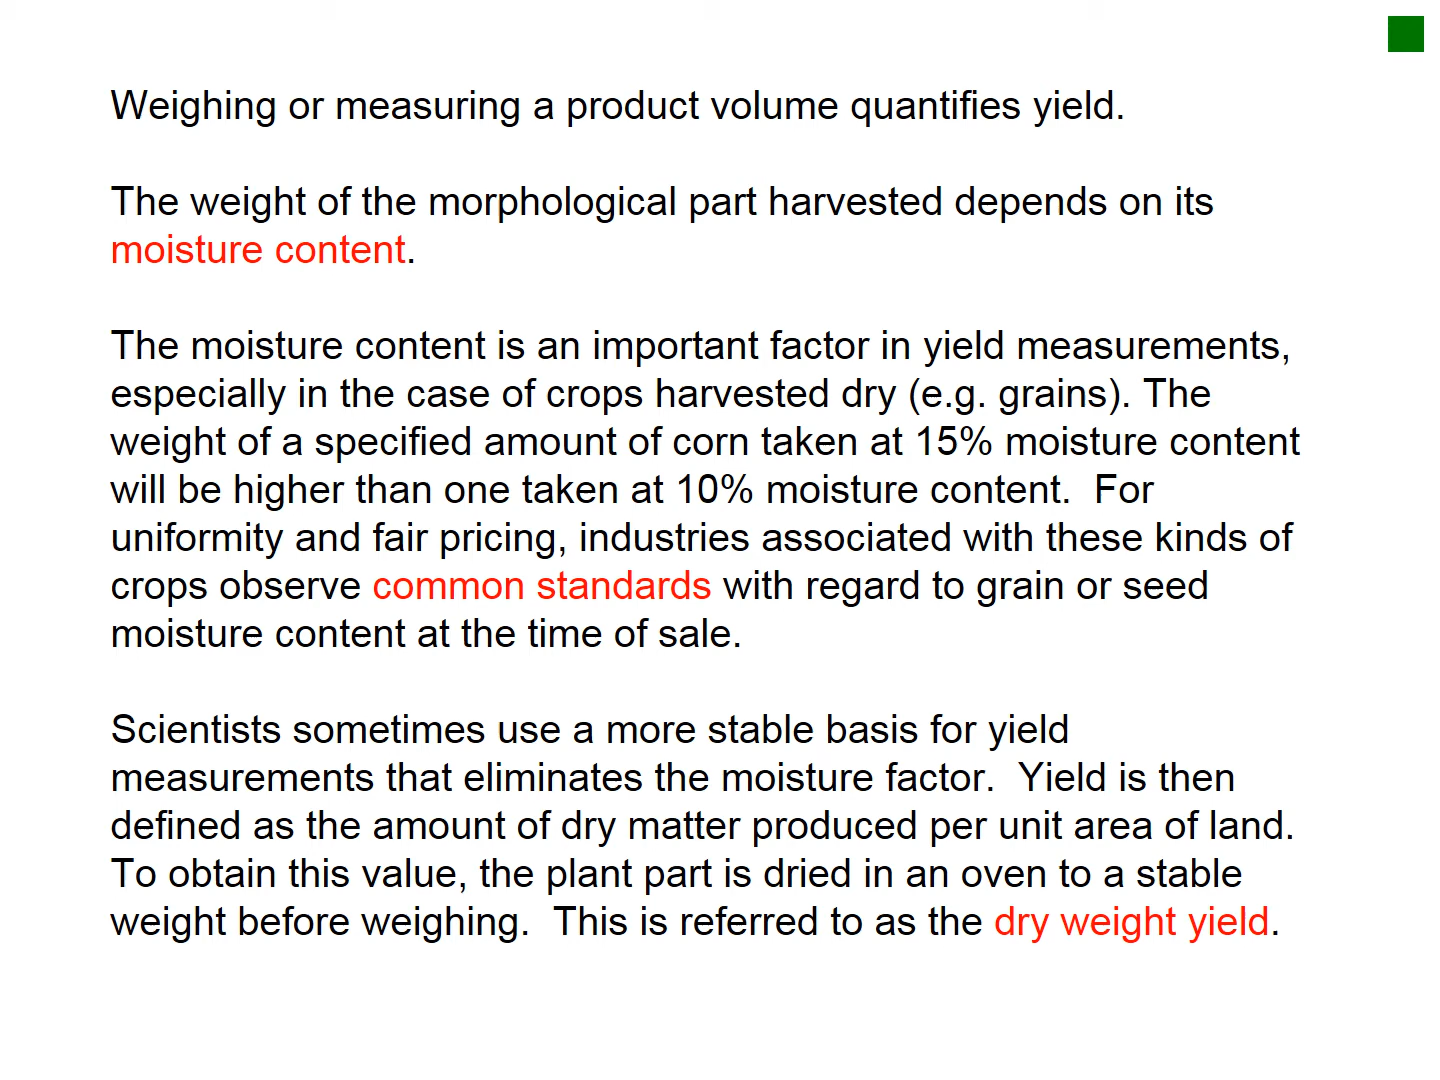 Weighing or measuring a product volume quantifies yield.
The weight of the morphological part harvested depends on its
moisture content.
The moisture content is an important factor in yield measurements,
especially in the case of crops harvested dry (e.g. grains). The
weight of a specified amount of corn taken at 15% moisture content
will be higher than one taken at 10% moisture content.  For
uniformity and fair pricing, industries associated with these kinds of
crops observe common standards with regard to grain or seed
moisture content at the time of sale.
Scientists sometimes use a more stable basis for yield
measurements that eliminates the moisture factor.  Yield is then
defined as the amount of dry matter produced per unit area of land.
To obtain this value, the plant part is dried in an oven to a stable
weight before weighing.  This is referred to as the dry weight yield.